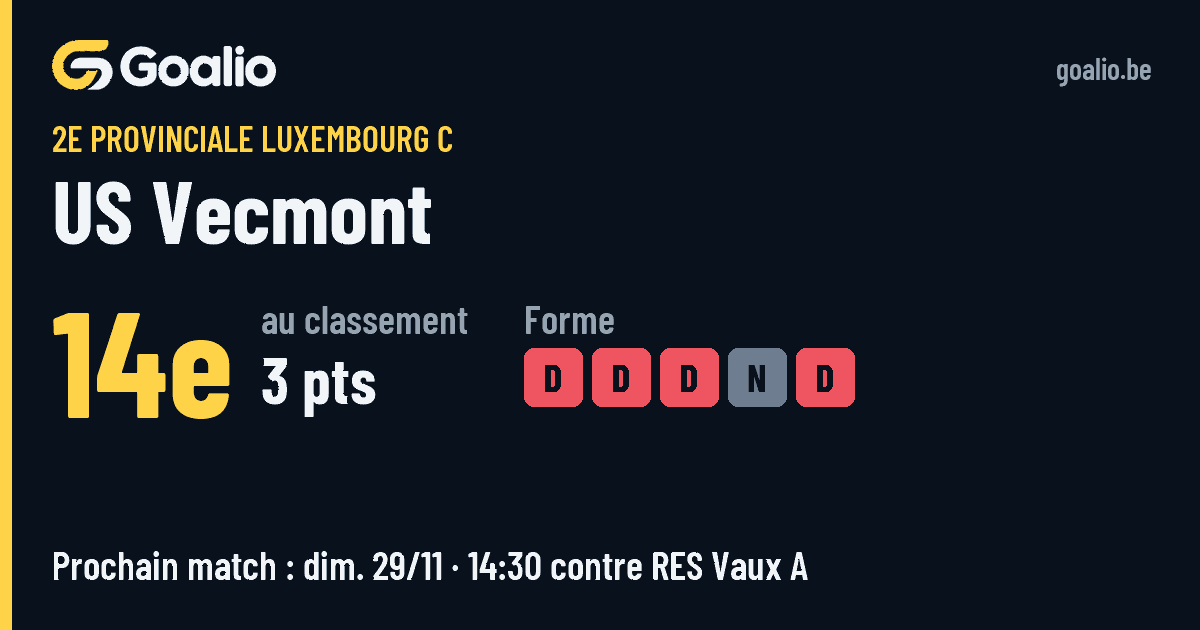 Goalio
goalio.be
2E PROVINCIALE LUXEMBOURG C
US Vecmont
14e
au classement
3 pts
Forme
D D D N D
Prochain match : dim. 29/11 · 14:30 contre RES Vaux A